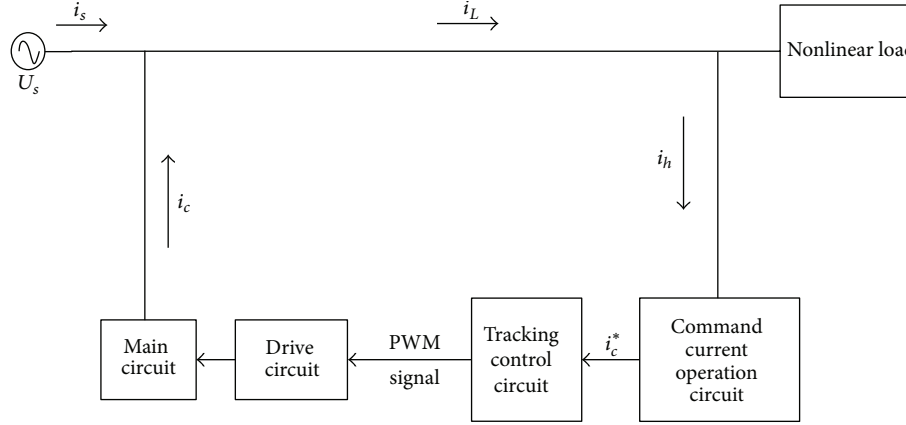 i_s
i_L
U_s
Nonlinear load
i_h
i_c
Main
circuit
Drive
circuit
PWM
signal
Tracking
control
circuit
i_c^*
Command
current
operation
circuit